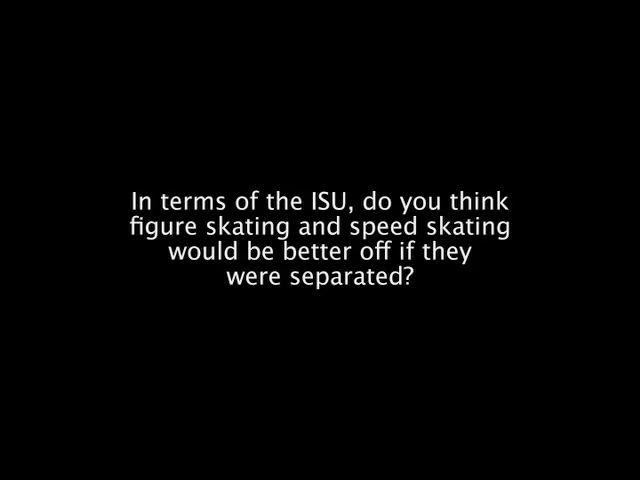 In terms of the ISU, do you think
figure skating and speed skating
would be better off if they
were separated?